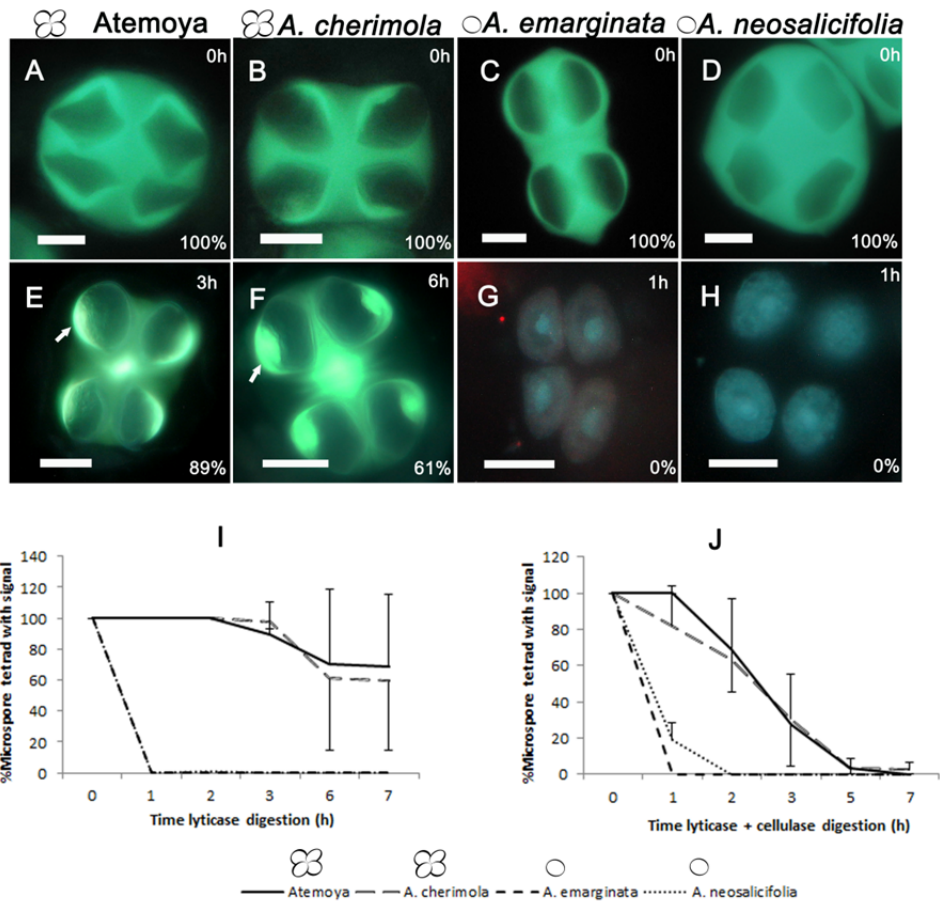 Atemoya A. cherimola A. emarginata A. neosalicifolia
A 0h B 0h C 0h D 0h
100% 100% 100% 100%
E 3h F 6h G 1h H 1h
89% 61% 0% 0%
I
%Microspore tetrad with signal
140
120
100
80
60
40
20
0
0 1 2 3 6 7
Time lyticase digestion (h)
J
%Microspore tetrad with signal
120
100
80
60
40
20
0
0 1 2 3 5 7
Time lyticase + cellulase digestion (h)
Atemoya A. cherimola A. emarginata A. neosalicifolia